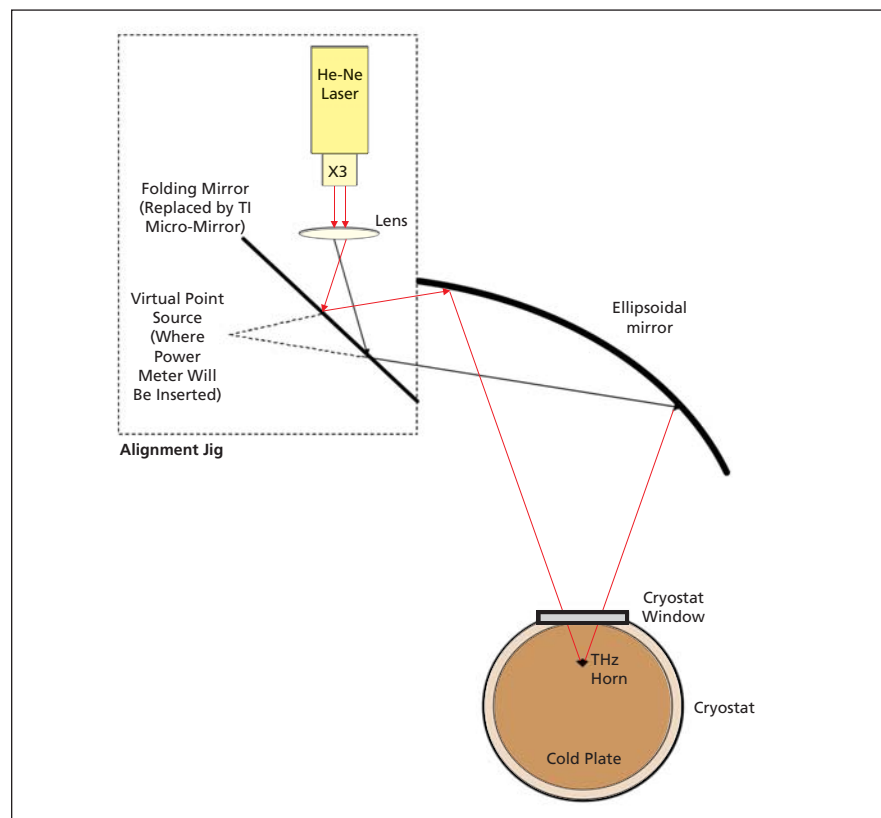 He-Ne
Laser
X3
Folding Mirror
(Replaced by TI
Micro-Mirror)
Lens
Virtual Point
Source
(Where
Power
Meter Will
Be Inserted)
Ellipsoidal
mirror
Alignment Jig
Cryostat
Window
THz
Horn
Cryostat
Cold Plate